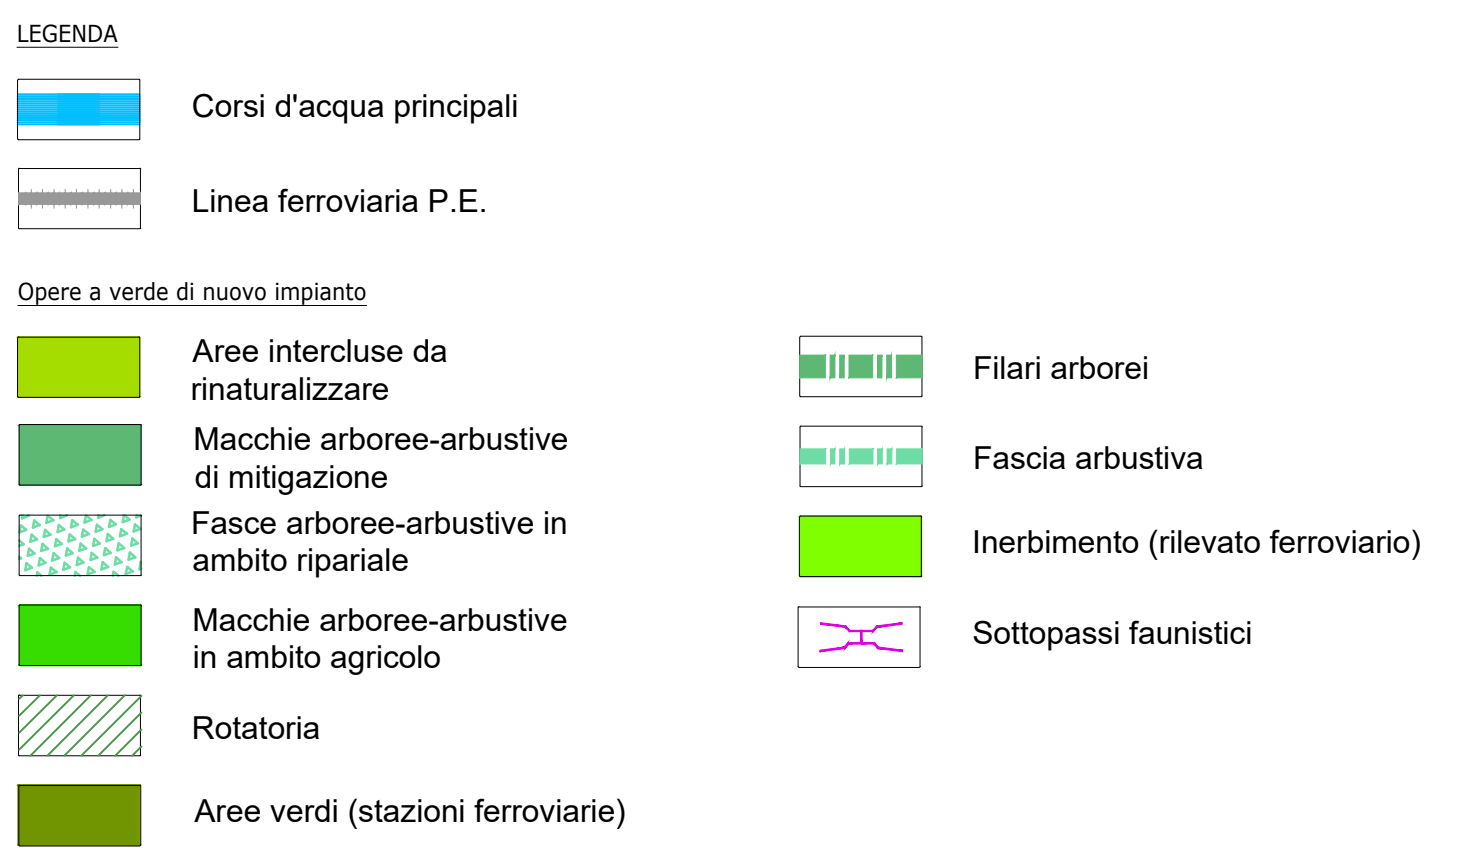 LEGENDA
Corsi d'acqua principali
Linea ferroviaria P.E.
Opere a verde di nuovo impianto
Aree intercluse da
rinaturalizzare
Macchie arboree-arbustive
di mitigazione
Fasce arboree-arbustive in
ambito ripariale
Macchie arboree-arbustive
in ambito agricolo
Rotatoria
Aree verdi (stazioni ferroviarie)
Filari arborei
Fascia arbustiva
Inerbimento (rilevato ferroviario)
Sottopassi faunistici